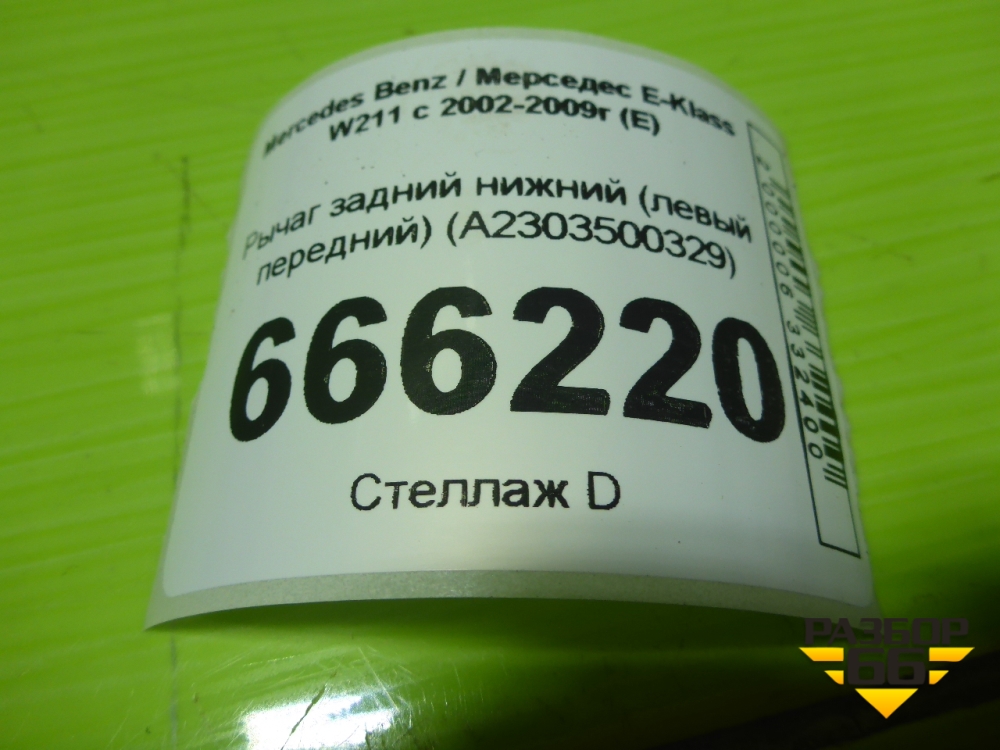 Mercedes Benz / Мерседес E-Klass
W211 с 2002-2009г (E)
Рычаг задний нижний (левый
передний) (A2303500329)
666220
Стеллаж D
2000006332400
РАЗБОР
66